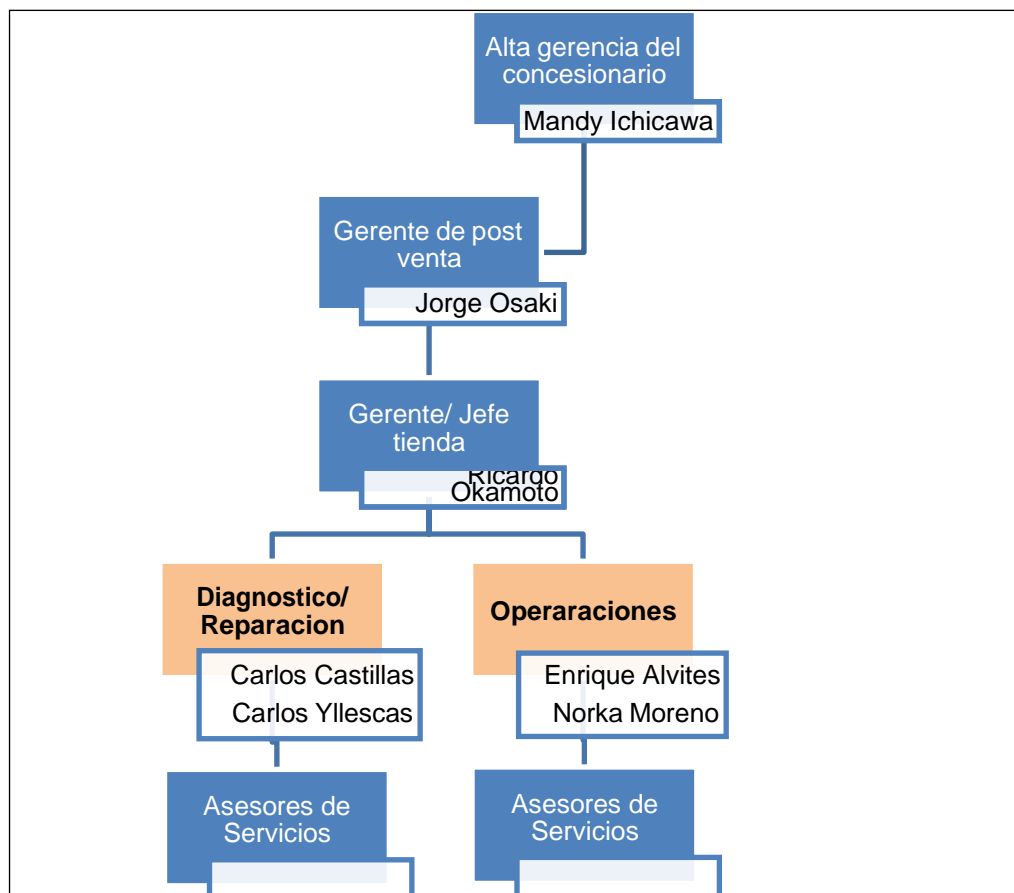 Alta gerencia del
concesionario
Mandy Ichicawa
Gerente de post
venta
Jorge Osaki
Gerente/ Jefe
tienda
Ricardo
Okamoto
Diagnostico/
Reparacion
Carlos Castillas
Carlos Yllescas
Operaraciones
Enrique Alvites
Norka Moreno
Asesores de
Servicios
Asesores de
Servicios